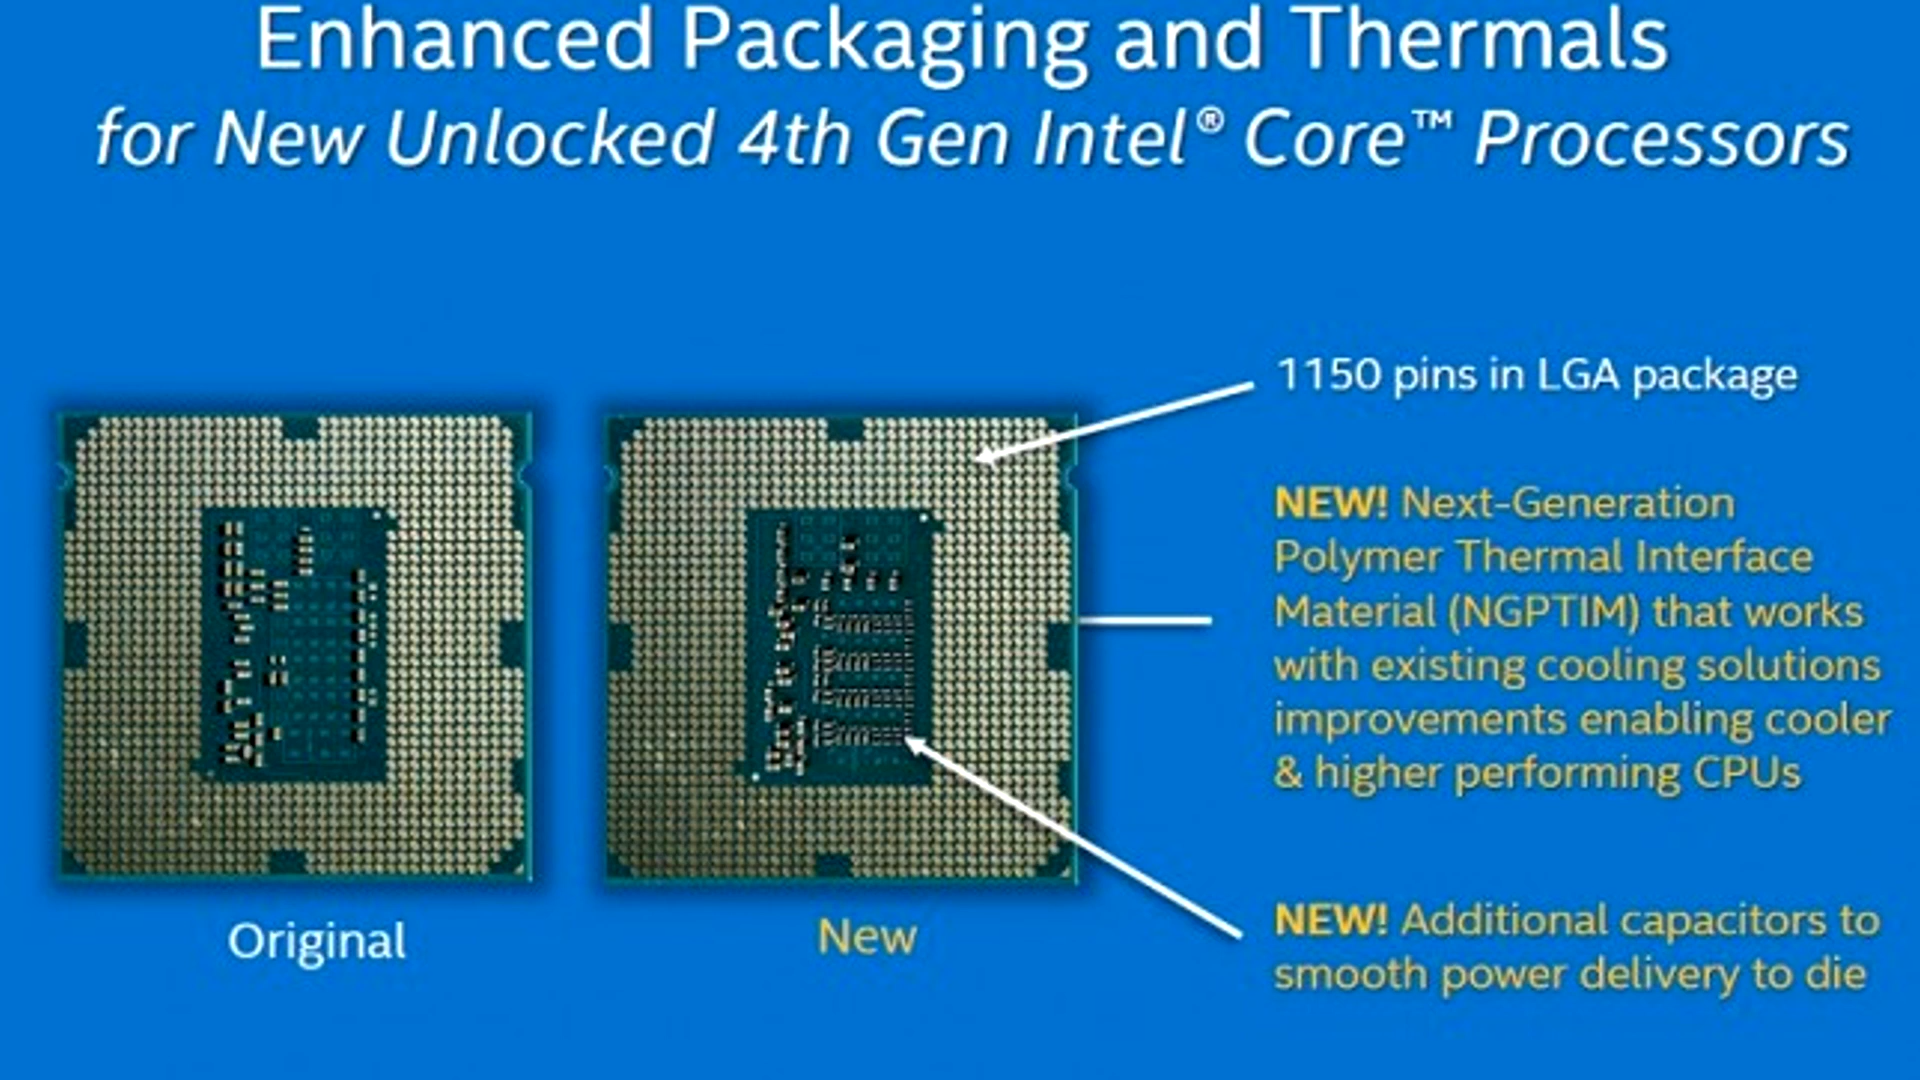 Enhanced Packaging and Thermals
for New Unlocked 4th Gen Intel® Core™ Processors
1150 pins in LGA package
NEW! Next-Generation
Polymer Thermal Interface
Material (NGPTIM) that works
with existing cooling solutions
improvements enabling cooler
& higher performing CPUs
NEW! Additional capacitors to
smooth power delivery to die
Original
New